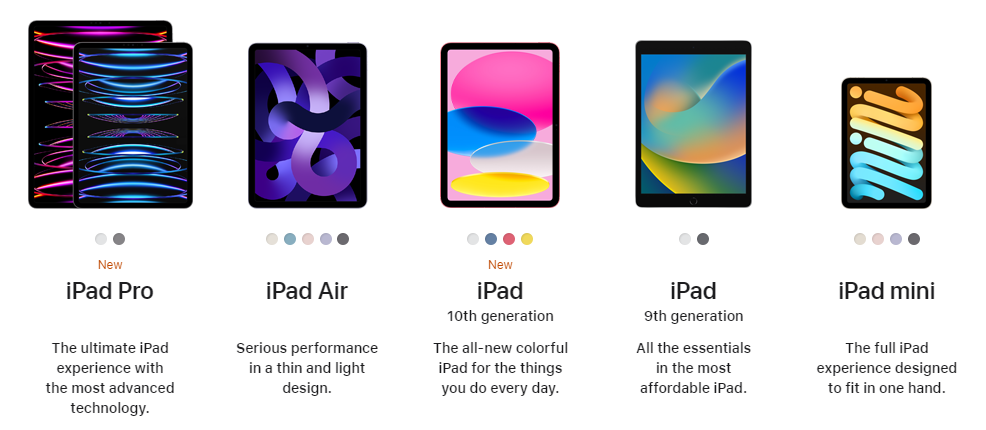 New
iPad Pro
The ultimate iPad
experience with
the most advanced
technology.
iPad Air
Serious performance
in a thin and light
design.
New
iPad
10th generation
The all-new colorful
iPad for the things
you do every day.
iPad
9th generation
All the essentials
in the most
affordable iPad.
iPad mini
The full iPad
experience designed
to fit in one hand.